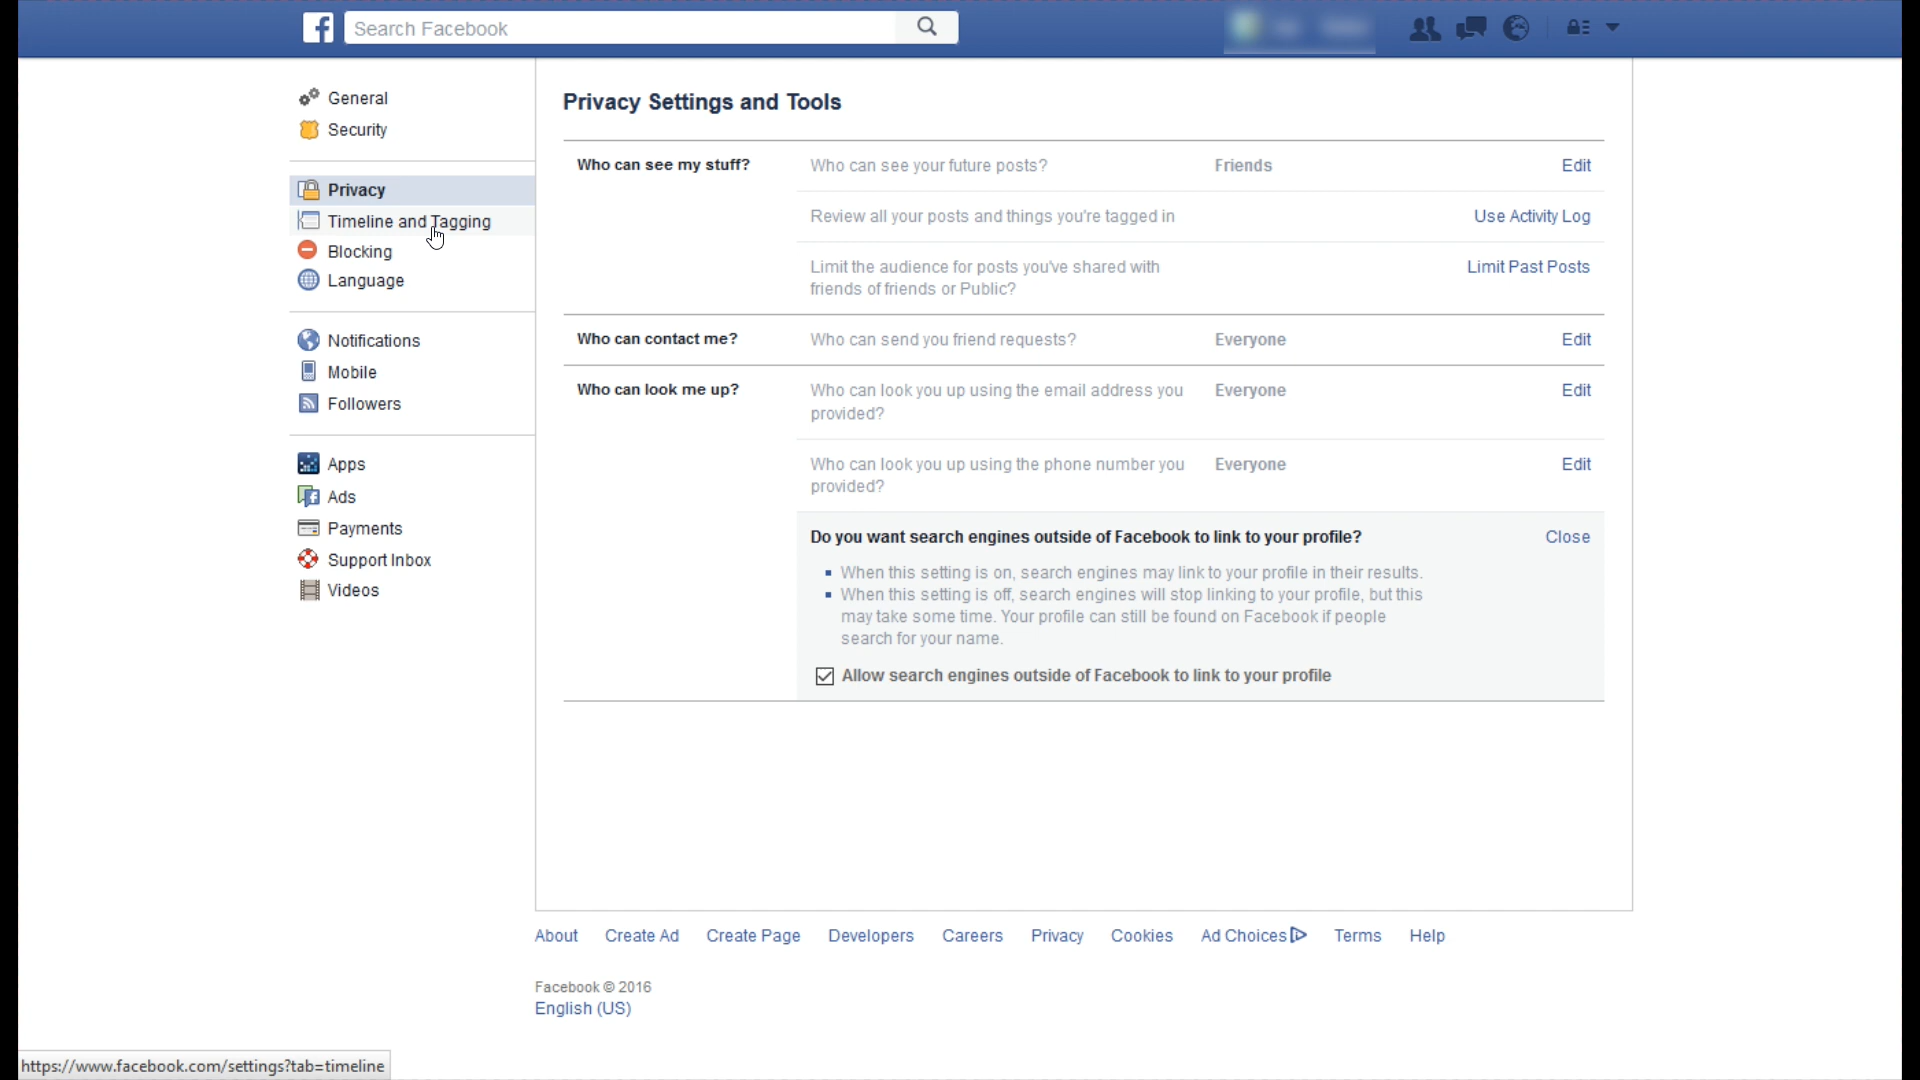 Search Facebook
General
Security
Privacy
Timeline and Tagging
Blocking
Language
Notifications
Mobile
Followers
Apps
Ads
Payments
Support Inbox
Videos
Privacy Settings and Tools
Who can see my stuff?
Who can see your future posts?
Friends
Edit
Review all your posts and things you're tagged in
Use Activity Log
Limit the audience for posts you've shared with
friends of friends or Public?
Limit Past Posts
Who can contact me?
Who can send you friend requests?
Everyone
Edit
Who can look me up?
Who can look you up using the email address you
provided?
Everyone
Edit
Who can look you up using the phone number you
provided?
Everyone
Edit
Do you want search engines outside of Facebook to link to your profile?
Close
When this setting is on, search engines may link to your profile in their results.
When this setting is off, search engines will stop linking to your profile, but this
may take some time. Your profile can still be found on Facebook if people
search for your name.
Allow search engines outside of Facebook to link to your profile
About Create Ad Create Page Developers Careers Privacy Cookies Ad Choices Terms Help
Facebook © 2016
English (US)
https://www.facebook.com/settings?tab=timeline